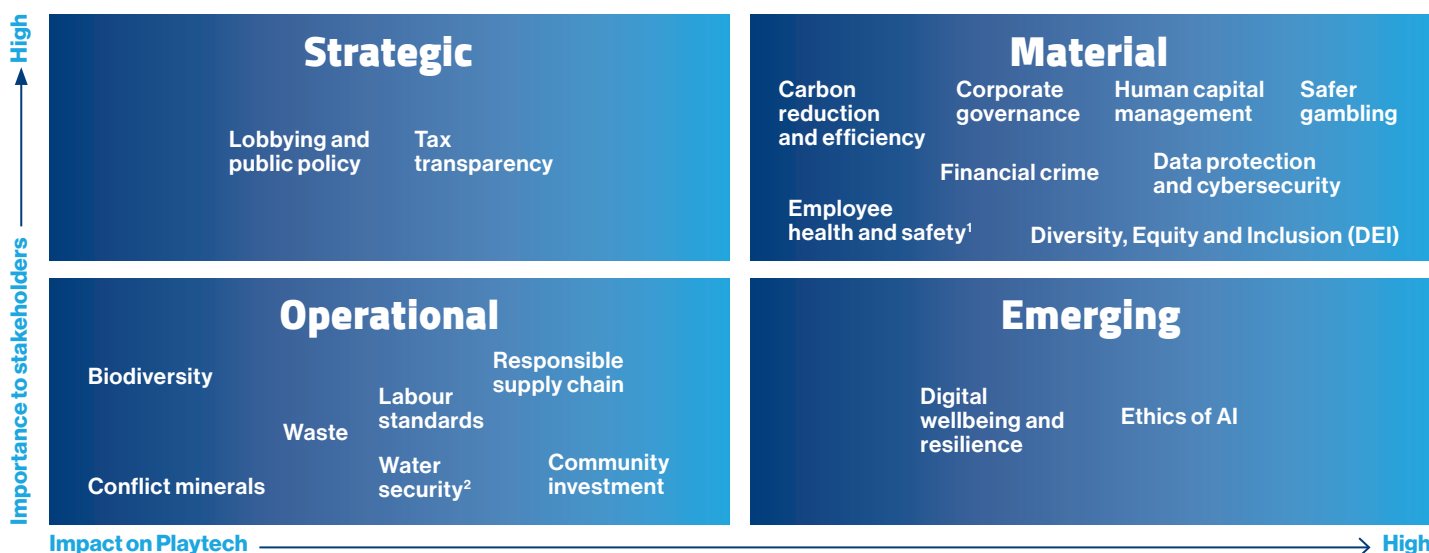 High
Importance to stakeholders
Strategic
Lobbying and
public policy
Tax
transparency
Material
Carbon
reduction
and efficiency
Corporate
governance
Human capital
management
Safer
gambling
Financial crime
Data protection
and cybersecurity
Employee
health and safety¹
Diversity, Equity and Inclusion (DEI)
Operational
Biodiversity
Responsible
supply chain
Labour
standards
Waste
Conflict minerals
Water
security²
Community
investment
Emerging
Digital
wellbeing and
resilience
Ethics of AI
Impact on Playtech
High